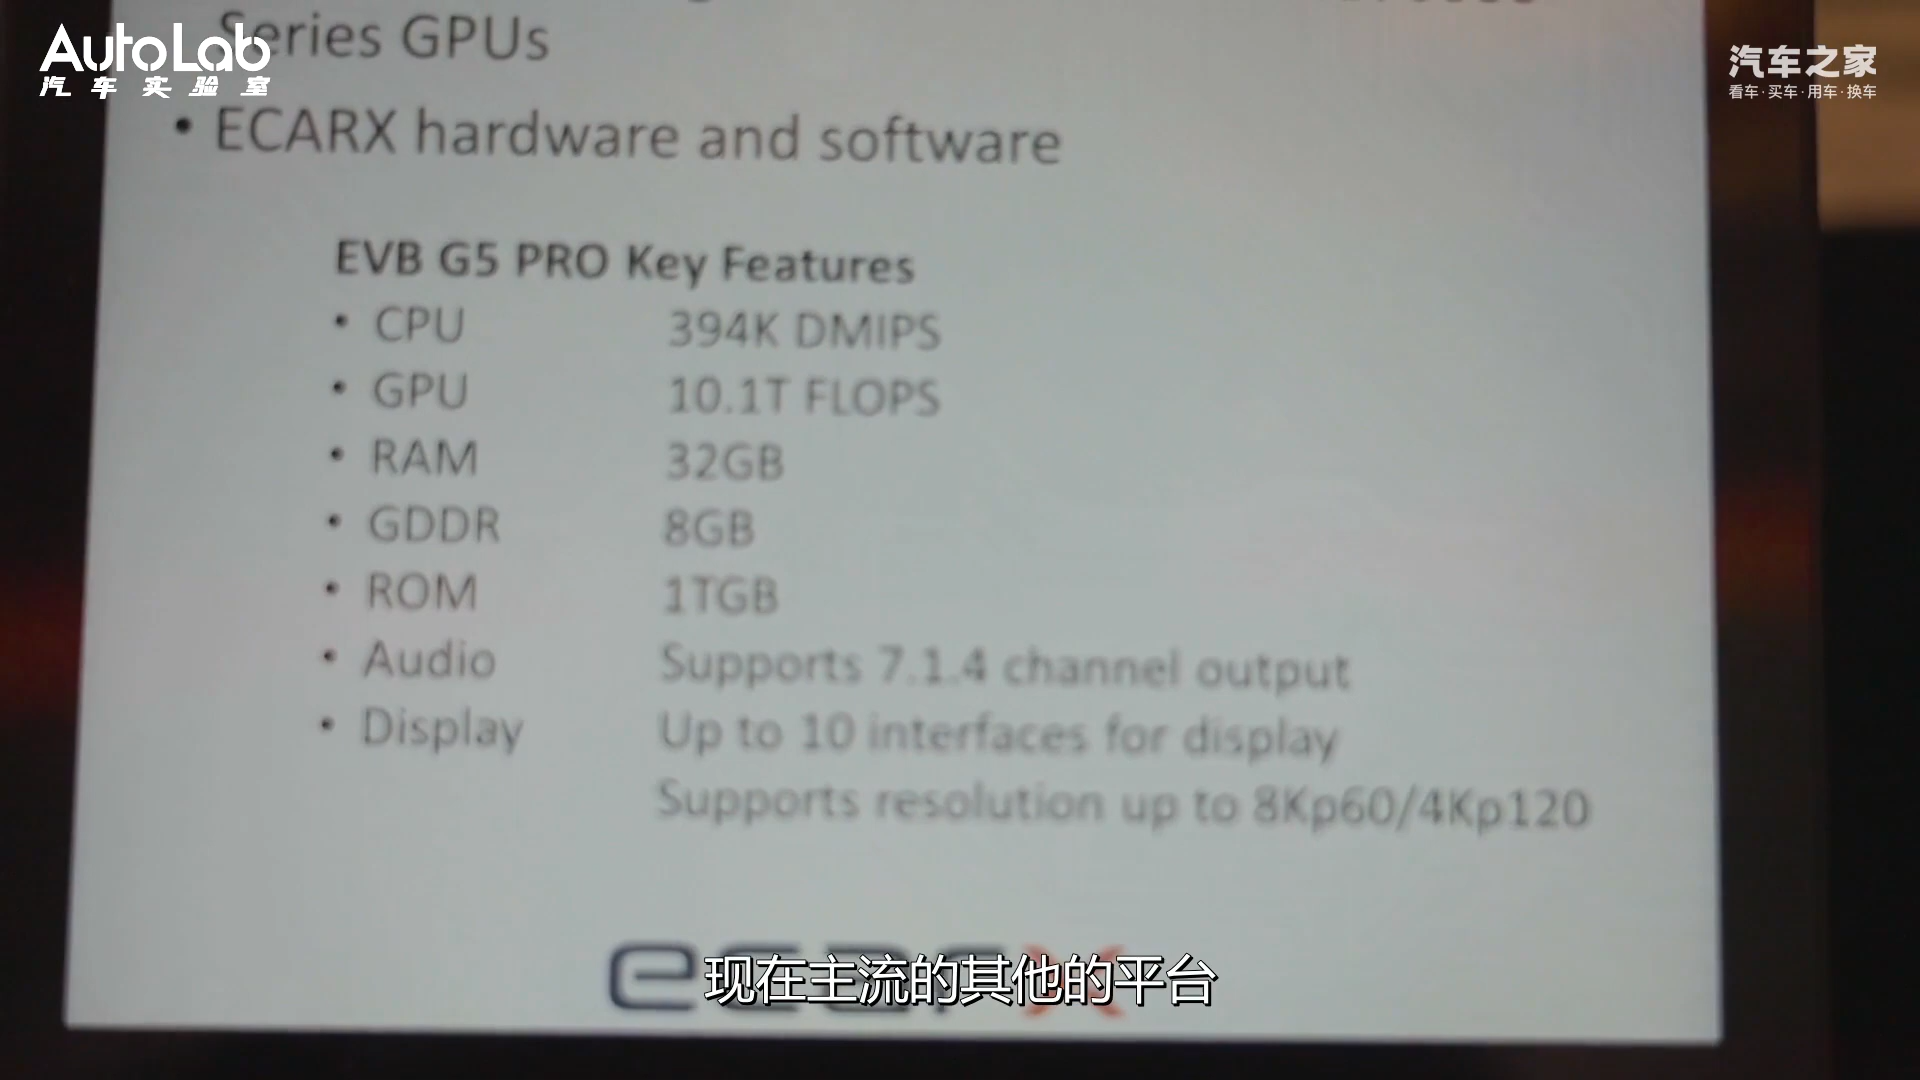 Series GPUs
AutoLab
汽车实验室
汽车之家
看车·买车·用车·换车
• ECARX hardware and software
EVB G5 PRO Key Features
• CPU 394K DMIPS
• GPU 10.1T FLOPS
• RAM 32GB
• GDDR 8GB
• ROM 1TGB
• Audio Supports 7.1.4 channel output
• Display Up to 10 interfaces for display
Supports resolution up to 8Kp60/4Kp120
ecarx
现在主流的其他的平台